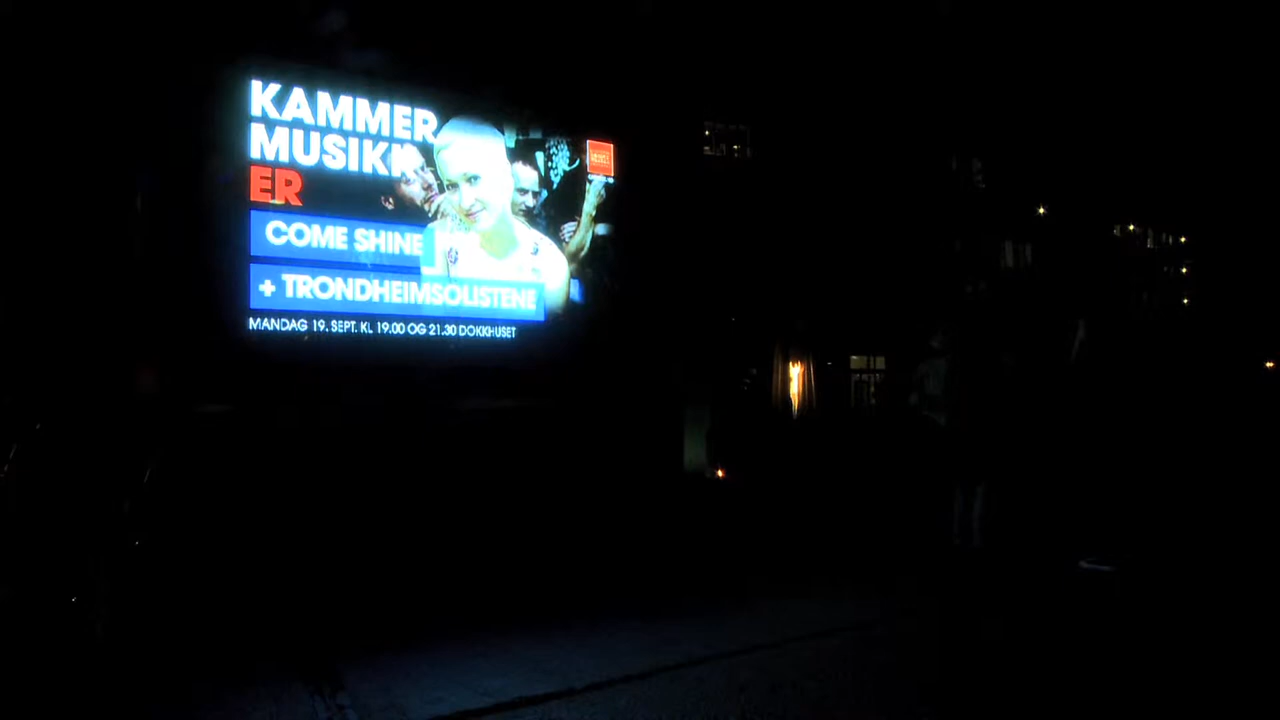 KAMMER
MUSIKK
ER
COME SHINE
+ TRONDHEIMSOLISTENE
MANDAG 19. SEPT. KL 19.00 OG 21.30 DOKKHUSET